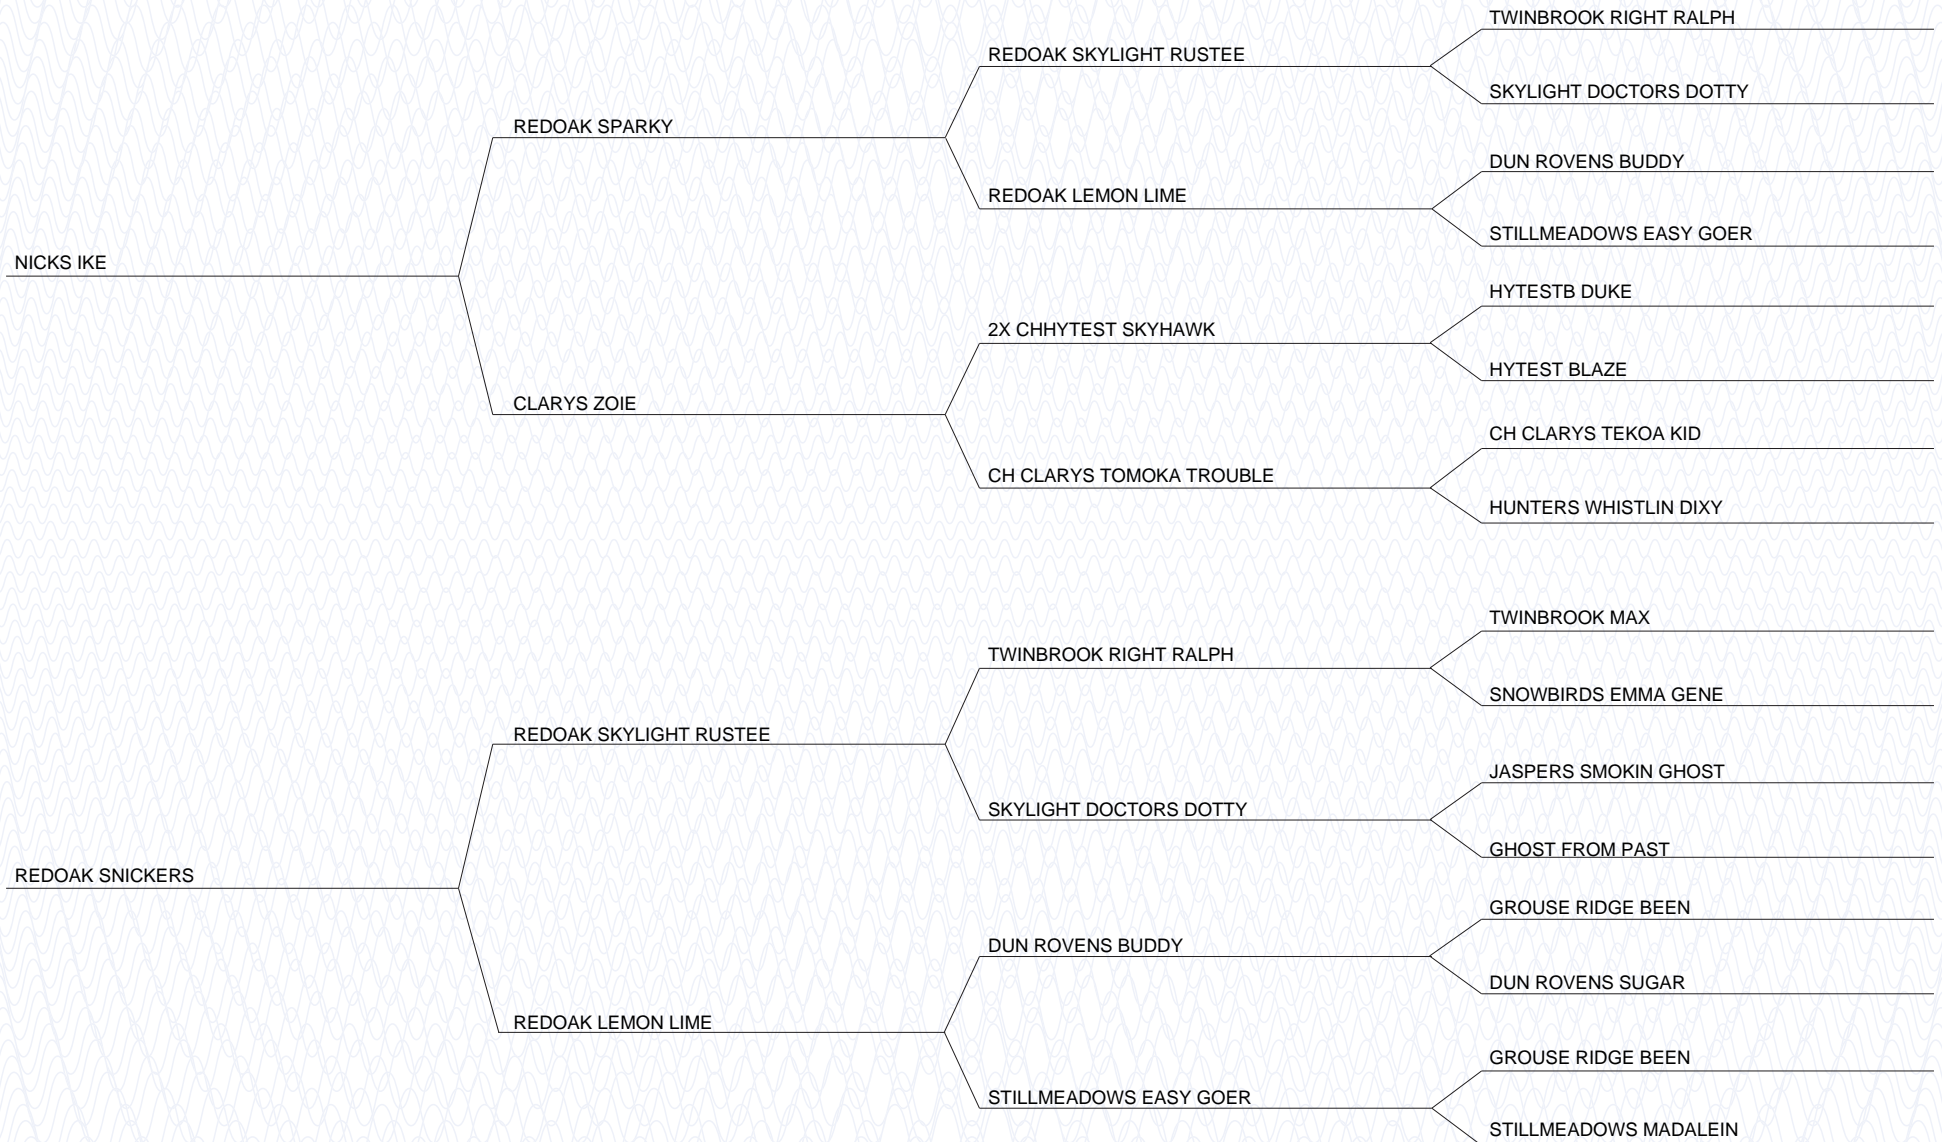 TWINBROOK RIGHT RALPH
REDOAK SKYLIGHT RUSTEE
SKYLIGHT DOCTORS DOTTY
REDOAK SPARKY
DUN ROVENS BUDDY
REDOAK LEMON LIME
STILLMEADOWS EASY GOER
NICKS IKE
HYTESTB DUKE
2X CHHYTEST SKYHAWK
HYTEST BLAZE
CLARYS ZOIE
CH CLARYS TEKOA KID
CH CLARYS TOMOKA TROUBLE
HUNTERS WHISTLIN DIXY
TWINBROOK MAX
TWINBROOK RIGHT RALPH
SNOWBIRDS EMMA GENE
REDOAK SKYLIGHT RUSTEE
JASPERS SMOKIN GHOST
SKYLIGHT DOCTORS DOTTY
GHOST FROM PAST
REDOAK SNICKERS
GROUSE RIDGE BEEN
DUN ROVENS BUDDY
DUN ROVENS SUGAR
REDOAK LEMON LIME
GROUSE RIDGE BEEN
STILLMEADOWS EASY GOER
STILLMEADOWS MADALEIN